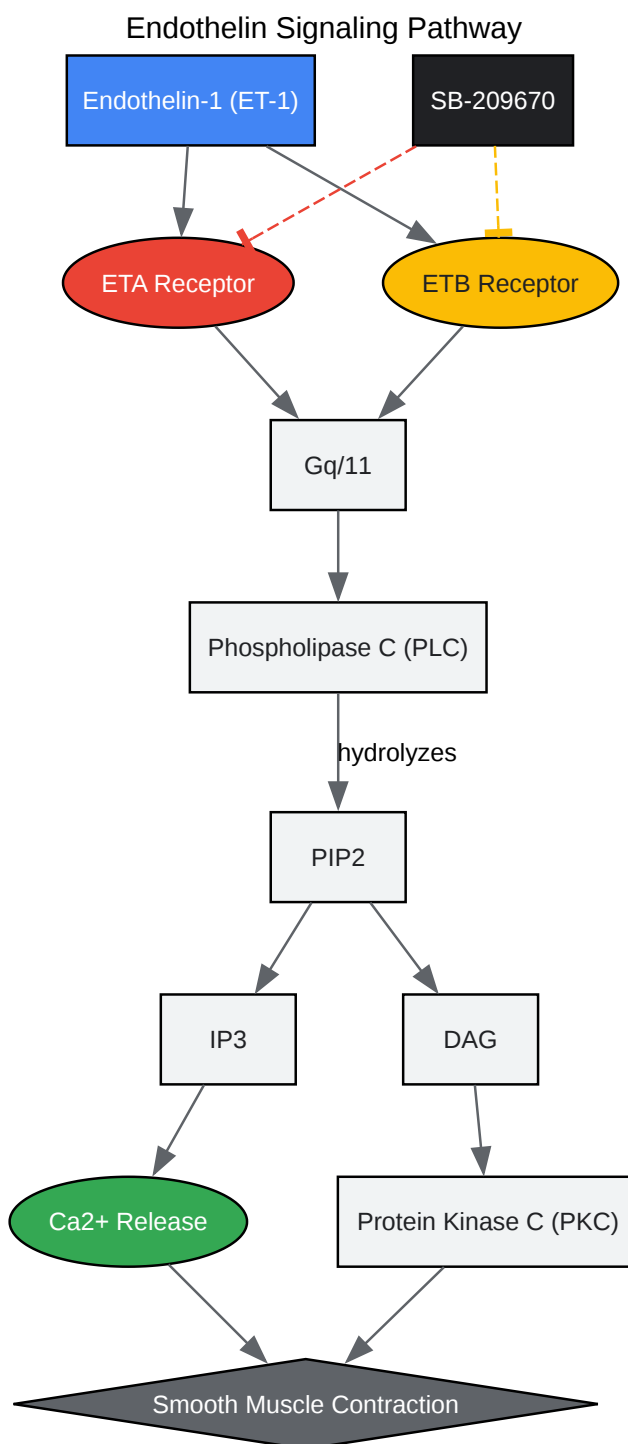 Endothelin Signaling Pathway
Endothelin-1 (ET-1)
SB-209670
ETA Receptor
ETB Receptor
Gq/11
Phospholipase C (PLC)
hydrolyzes
PIP2
IP3
DAG
Ca2+ Release
Protein Kinase C (PKC)
Smooth Muscle Contraction